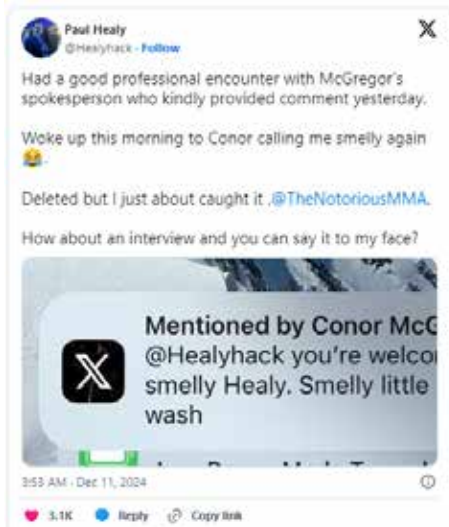 Paul Healy
@Healyhack · Follow
Had a good professional encounter with McGregor's
spokesperson who kindly provided comment yesterday.
Woke up this morning to Conor calling me smelly again
😂.
Deleted but I just about caught it .@TheNotoriousMMA.
How about an interview and you can say it to my face?
Mentioned by Conor McG
@Healyhack you're welco
smelly Healy. Smelly little
wash
3:53 AM · Dec 11, 2024
3.1K Reply Copy link